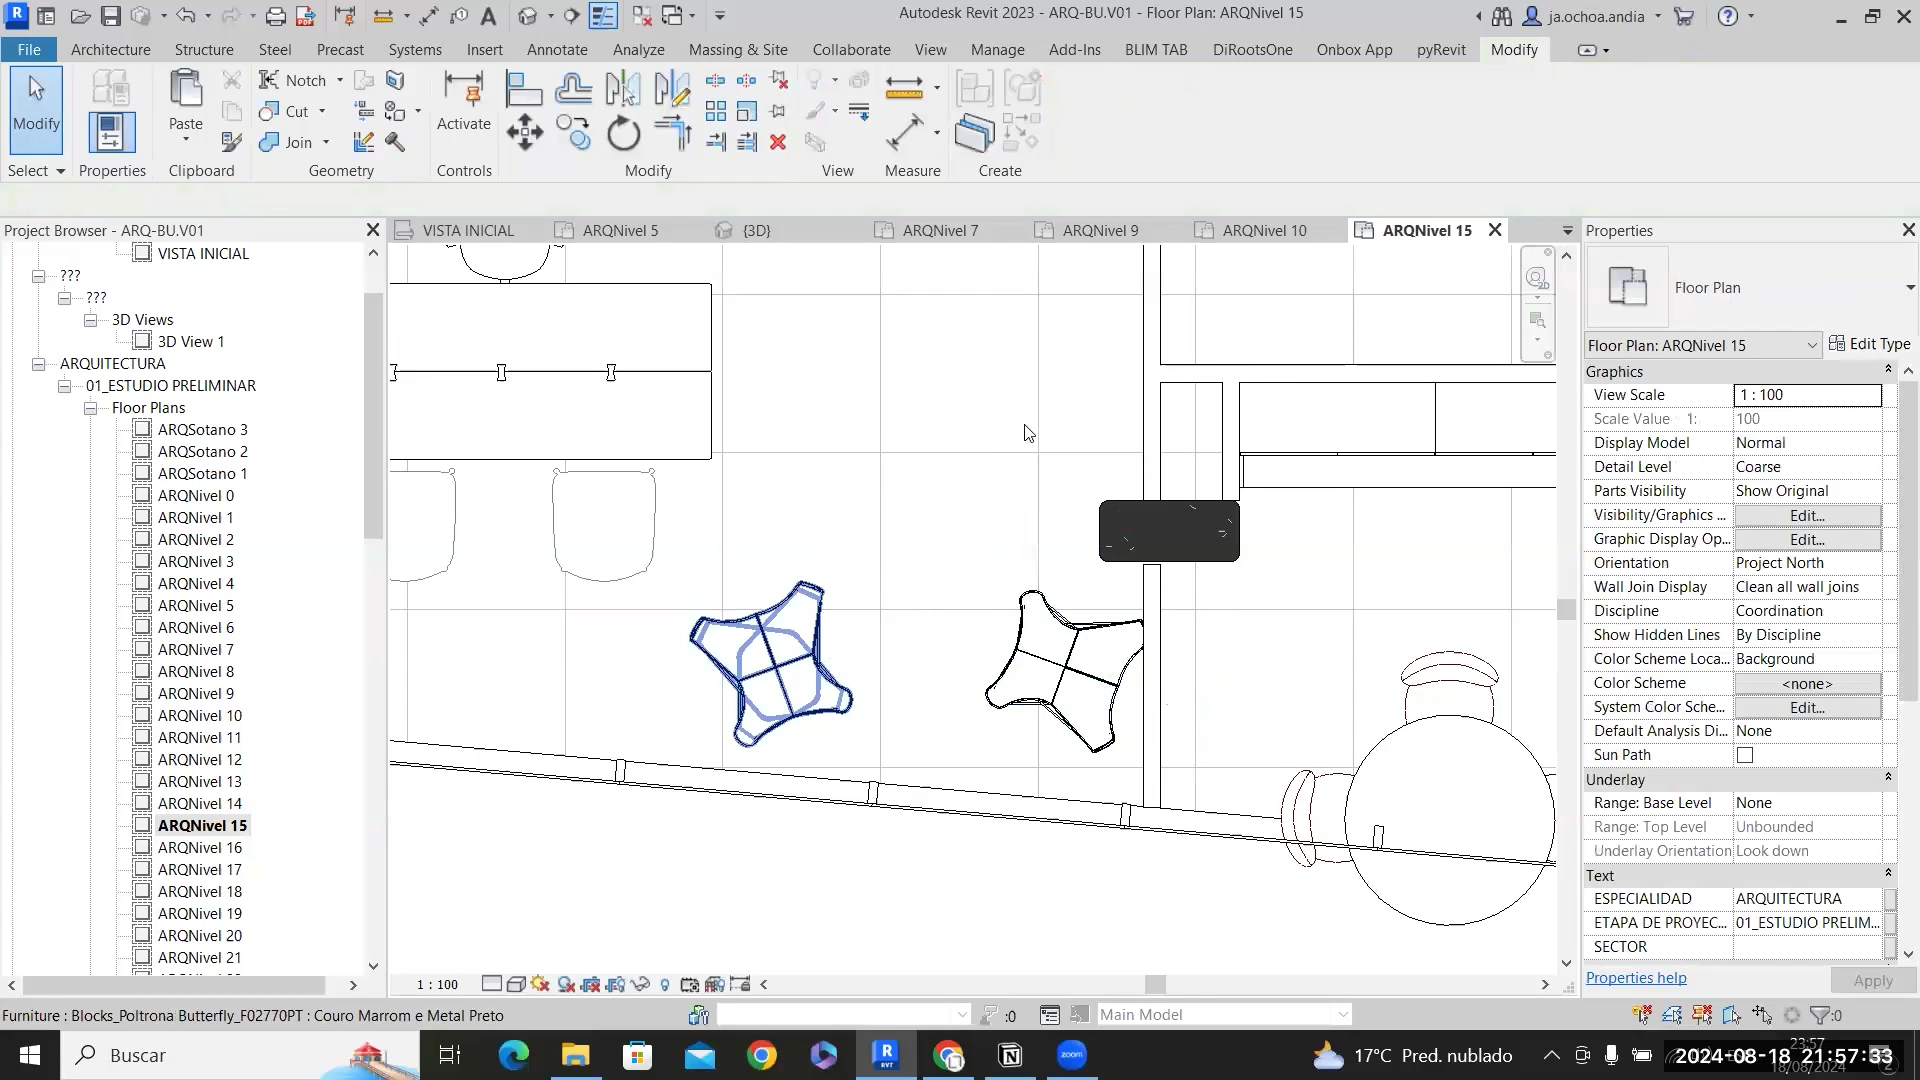 Autodesk Revit 2023 - ARQ-BU.V01 - Floor Plan: ARQNivel 15
ja.ochoa.andia
File Architecture Structure Steel Precast Systems Insert Annotate Analyze Massing & Site Collaborate View Manage Add-Ins BLIM TAB DiRootsOne Onbox App pyRevit Modify
Modify
Paste
Notch
Cut
Join
Activate
Select Properties Clipboard Geometry Controls Modify View Measure Create
Project Browser - ARQ-BU.V01
VISTA INICIAL
???
???
3D Views
3D View 1
ARQUITECTURA
01_ESTUDIO PRELIMINAR
Floor Plans
ARQSotano 3
ARQSotano 2
ARQSotano 1
ARQNivel 0
ARQNivel 1
ARQNivel 2
ARQNivel 3
ARQNivel 4
ARQNivel 5
ARQNivel 6
ARQNivel 7
ARQNivel 8
ARQNivel 9
ARQNivel 10
ARQNivel 11
ARQNivel 12
ARQNivel 13
ARQNivel 14
ARQNivel 15
ARQNivel 16
ARQNivel 17
ARQNivel 18
ARQNivel 19
ARQNivel 20
ARQNivel 21
VISTA INICIAL ARQNivel 5 {3D} ARQNivel 7 ARQNivel 9 ARQNivel 10 ARQNivel 15
2D
1 : 100
Properties
Floor Plan
Floor Plan: ARQNivel 15 Edit Type
Graphics
View Scale 1 : 100
Scale Value 1: 100
Display Model Normal
Detail Level Coarse
Parts Visibility Show Original
Visibility/Graphics ... Edit...
Graphic Display Op... Edit...
Orientation Project North
Wall Join Display Clean all wall joins
Discipline Coordination
Show Hidden Lines By Discipline
Color Scheme Loca... Background
Color Scheme <none>
System Color Sche... Edit...
Default Analysis Di... None
Sun Path
Underlay
Range: Base Level None
Range: Top Level Unbounded
Underlay Orientation Look down
Text
ESPECIALIDAD ARQUITECTURA
ETAPA DE PROYEC... 01_ESTUDIO PRELIM...
SECTOR
Properties help Apply
Furniture : Blocks_Poltrona Butterfly_F02770PT : Couro Marrom e Metal Preto
:0
Main Model
:0
Buscar
RVT
zoom
17°C Pred. nublado
23:57
18/08/2024
2024-08-18 21:57:33